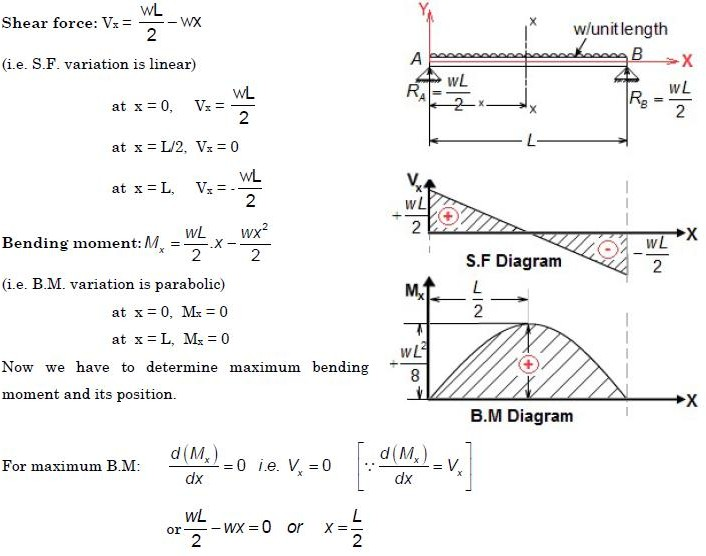 Shear force: Vx = wL/2 − wx
(i.e. S.F. variation is linear)
at x = 0, Vx = wL/2
at x = L/2, Vx = 0
at x = L, Vx = - wL/2
Bending moment: Mx = wL/2 .x − wx²/2
(i.e. B.M. variation is parabolic)
at x = 0, Mx = 0
at x = L, Mx = 0
Now we have to determine maximum bending
moment and its position.
For maximum B.M: d(Mx)/dx = 0 i.e. Vx = 0 [∵ d(Mx)/dx = Vx]
or wL/2 − wx = 0 or x = L/2
Y
x
w/unit length
A
B
X
RA = wL/2
x
x
RB = wL/2
L
Vx
+ wL/2
+
-
X
− wL/2
S.F Diagram
Mx
L/2
+ wL²/8
+
X
B.M Diagram